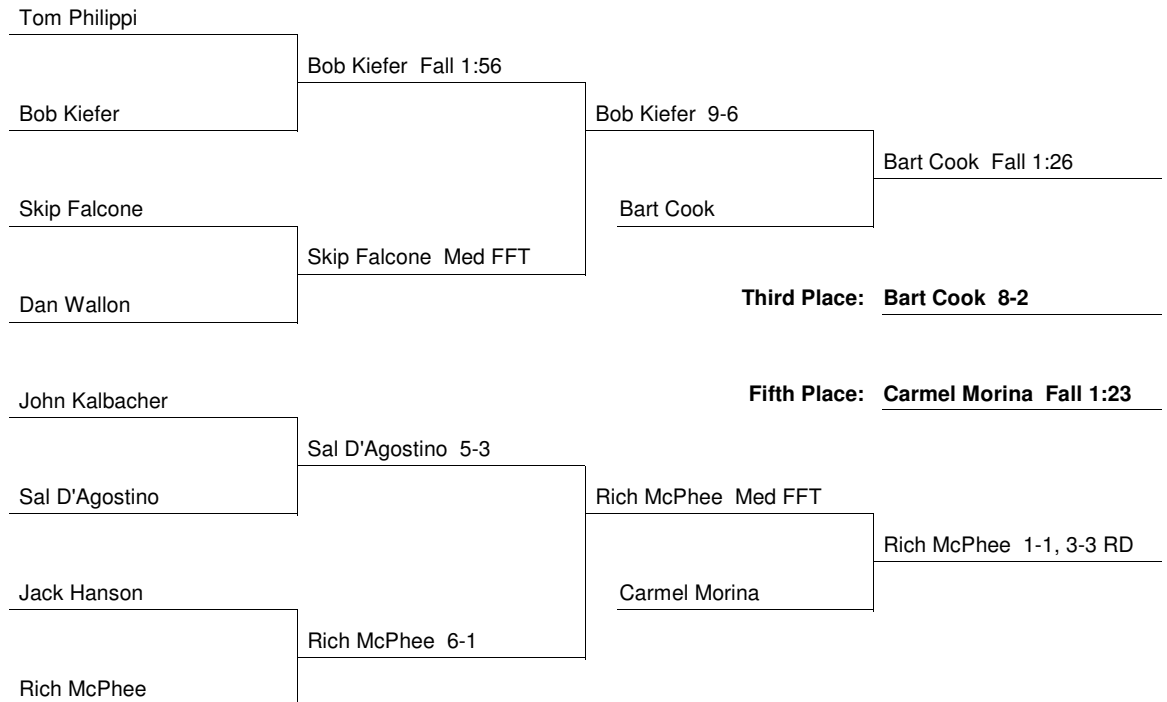 Tom Philippi
Bob Kiefer Fall 1:56
Bob Kiefer
Bob Kiefer 9-6
Bart Cook Fall 1:26
Skip Falcone
Bart Cook
Skip Falcone Med FFT
Dan Wallon
Third Place: Bart Cook 8-2
Fifth Place: Carmel Morina Fall 1:23
John Kalbacher
Sal D'Agostino 5-3
Sal D'Agostino
Rich McPhee Med FFT
Rich McPhee 1-1, 3-3 RD
Jack Hanson
Carmel Morina
Rich McPhee 6-1
Rich McPhee